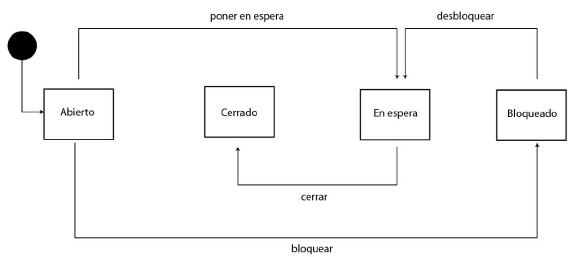 poner en espera
desbloquear
Abierto
Cerrado
En espera
Bloqueado
cerrar
bloquear